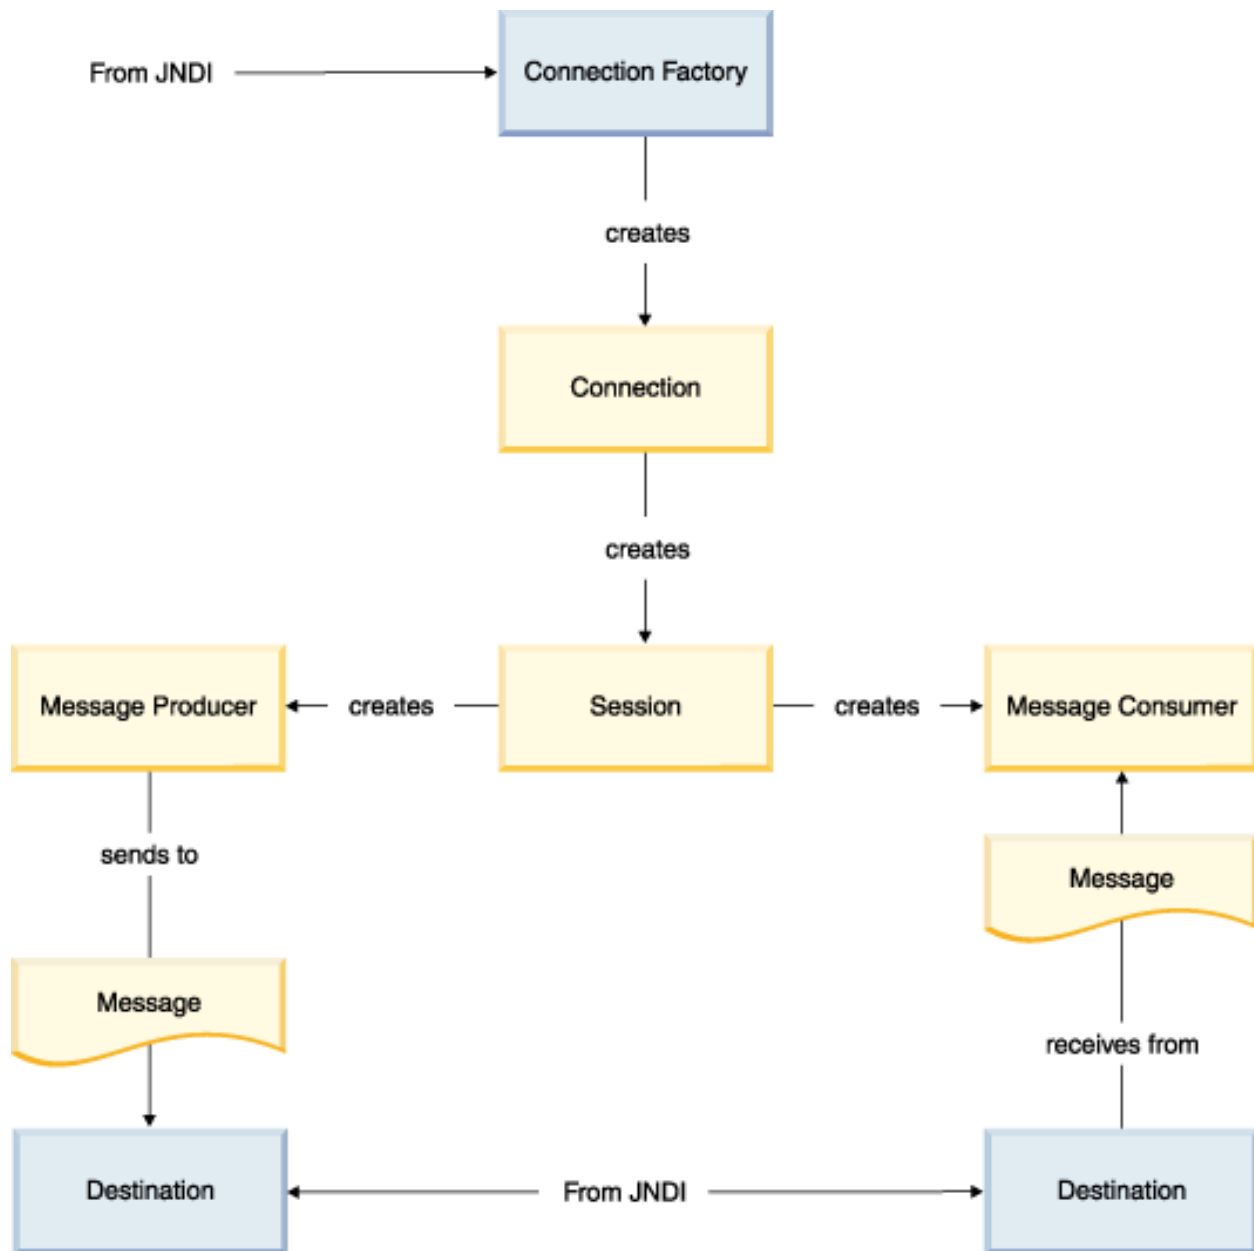 From JNDI
Connection Factory
creates
Connection
creates
Message Producer
creates
Session
creates
Message Consumer
sends to
Message
Message
receives from
Destination
From JNDI
Destination